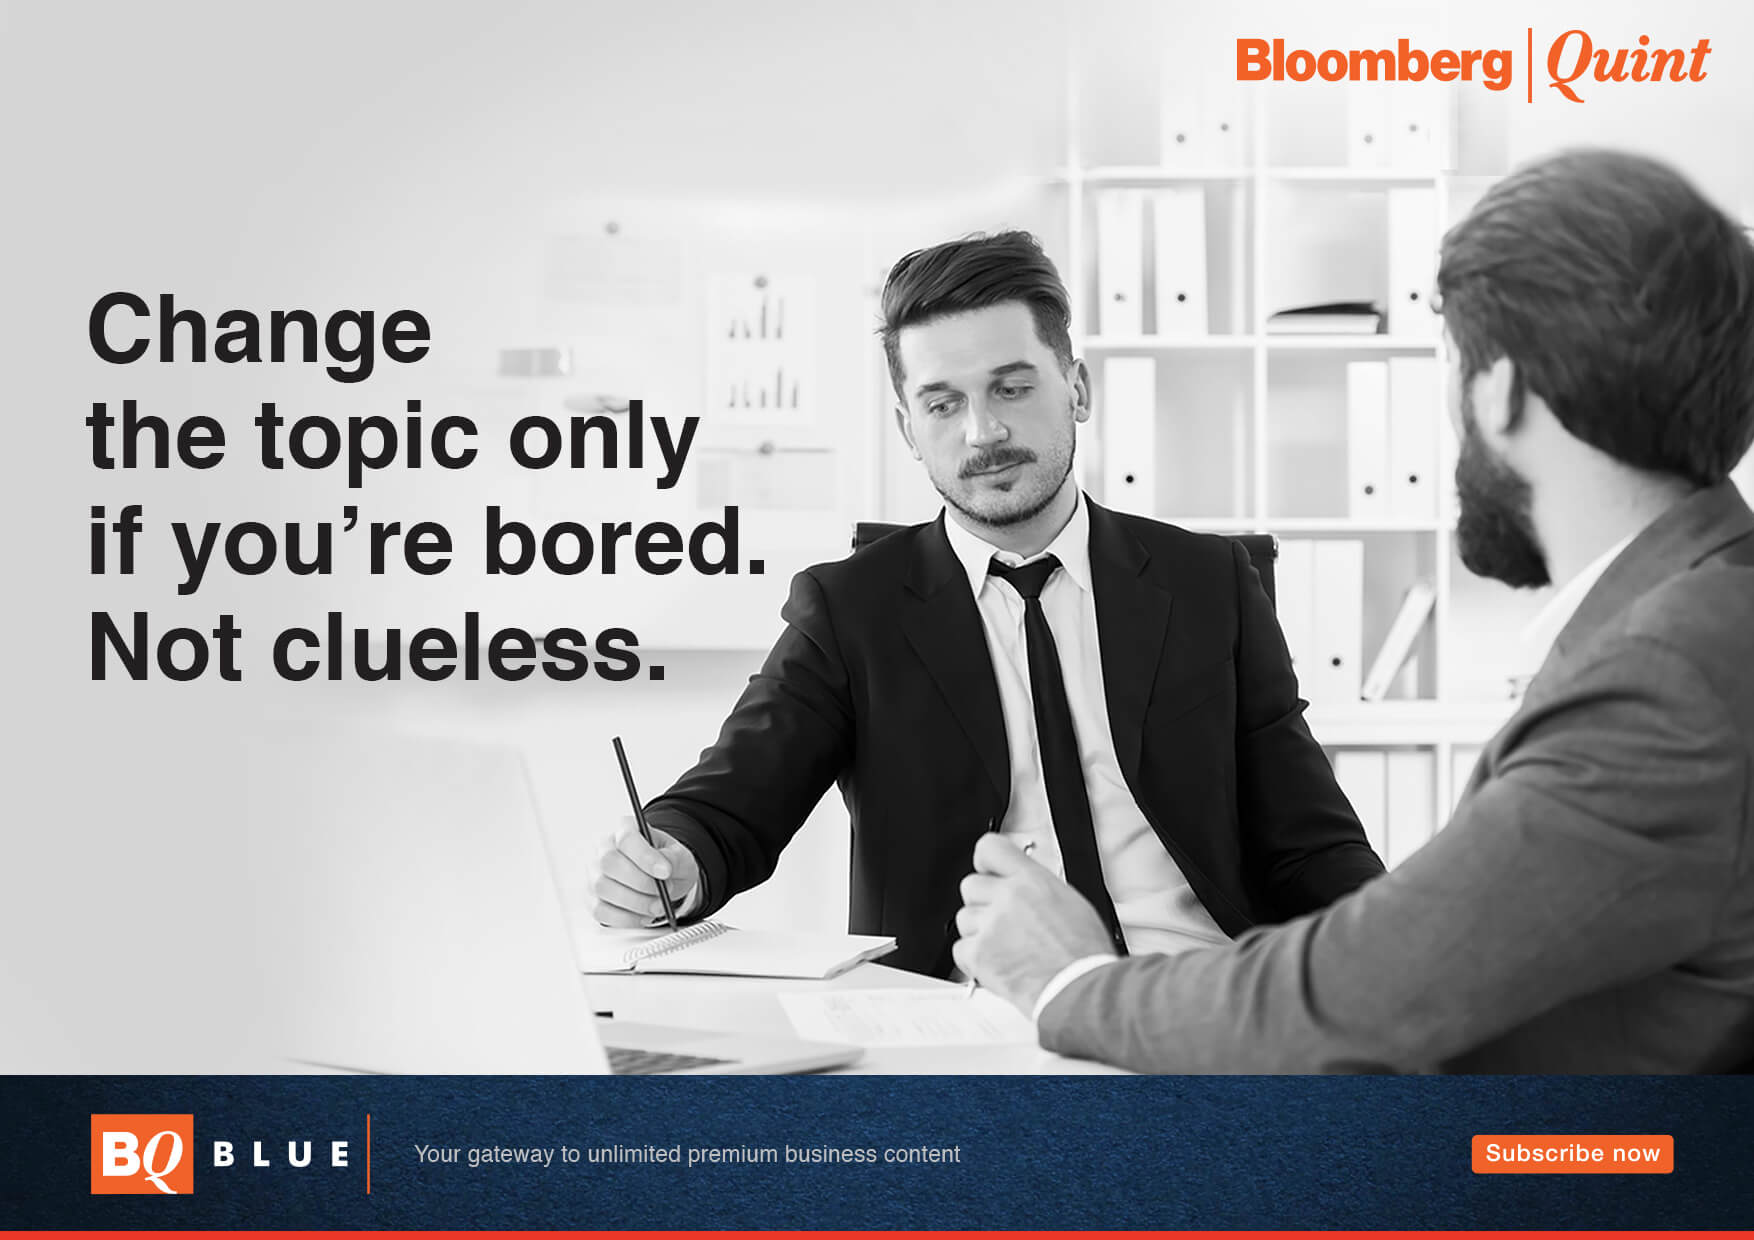 Bloomberg | Quint
Change
the topic only
if you’re bored.
Not clueless.
BQ BLUE
Your gateway to unlimited premium business content
Subscribe now